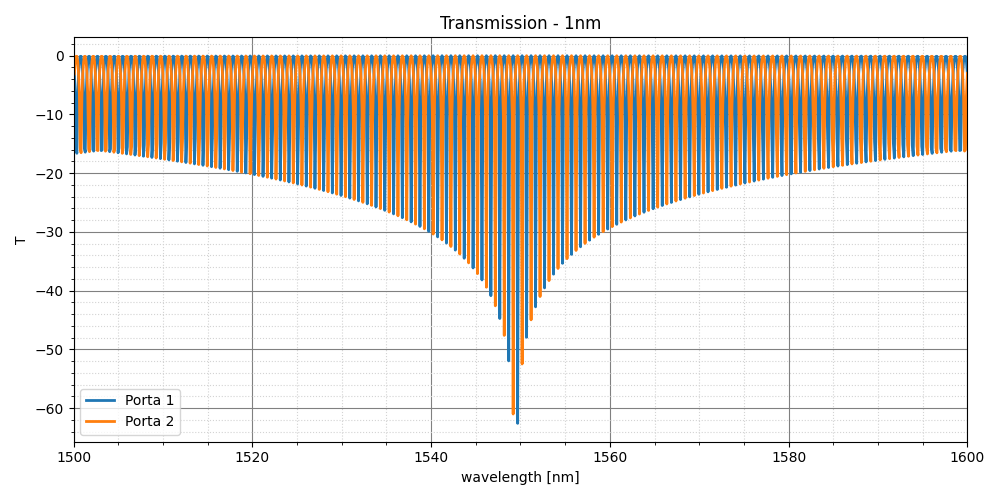 Transmission - 1nm
T
0
−10
−20
−30
−40
−50
−60
Porta 1
Porta 2
1500 1520 1540 1560 1580 1600
wavelength [nm]